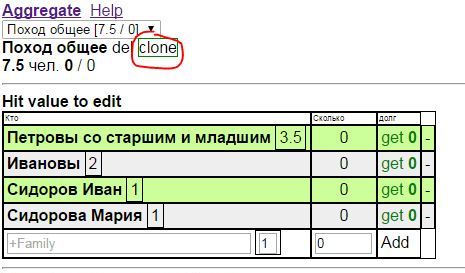 Aggregate Help
Поход общее [7.5 / 0]
Поход общее del clone
7.5 чел. 0 / 0
Hit value to edit
Кто Сколько долг
Петровы со старшим и младшим 3.5 0 get 0 -
Ивановы 2 0 get 0 -
Сидоров Иван 1 0 get 0 -
Сидорова Мария 1 0 get 0 -
+Family 1 0 Add